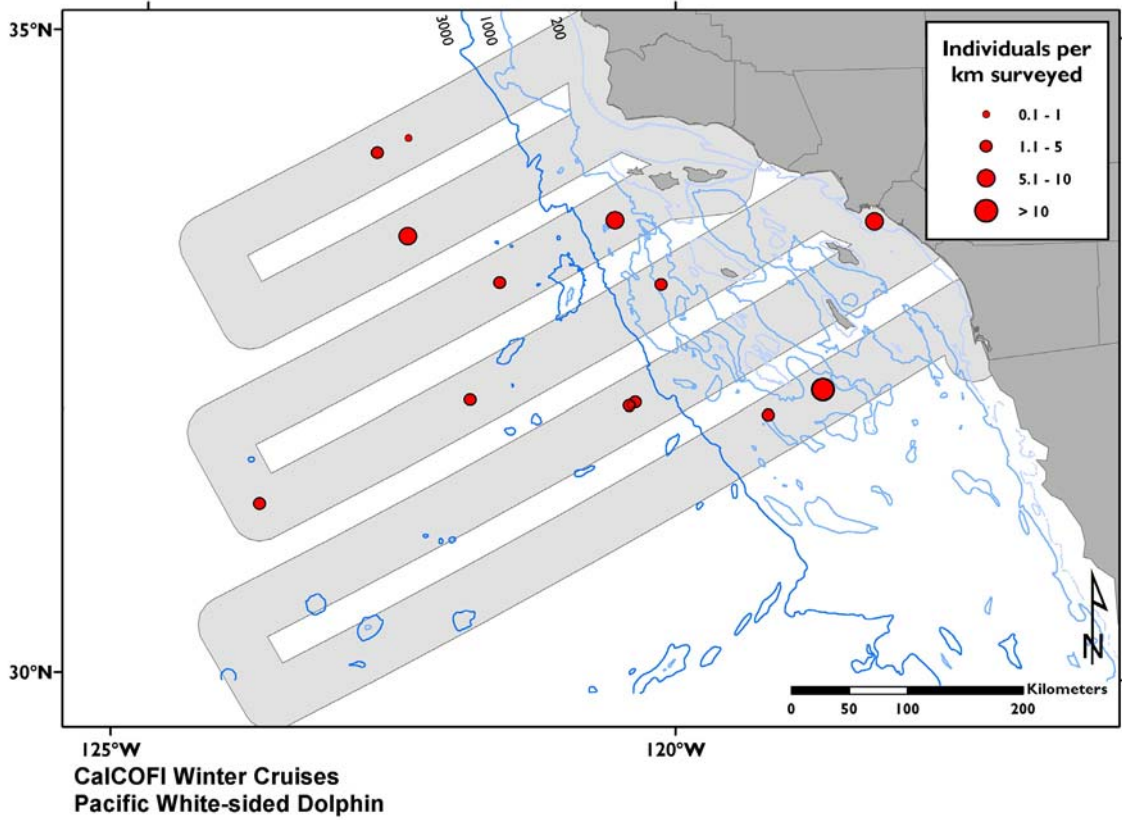 35°N
3000
1000
200
Individuals per
km surveyed
0.1 - 1
1.1 - 5
5.1 - 10
> 10
30°N
N
Kilometers
0 50 100 200
125°W 120°W
CalCOFI Winter Cruises
Pacific White-sided Dolphin